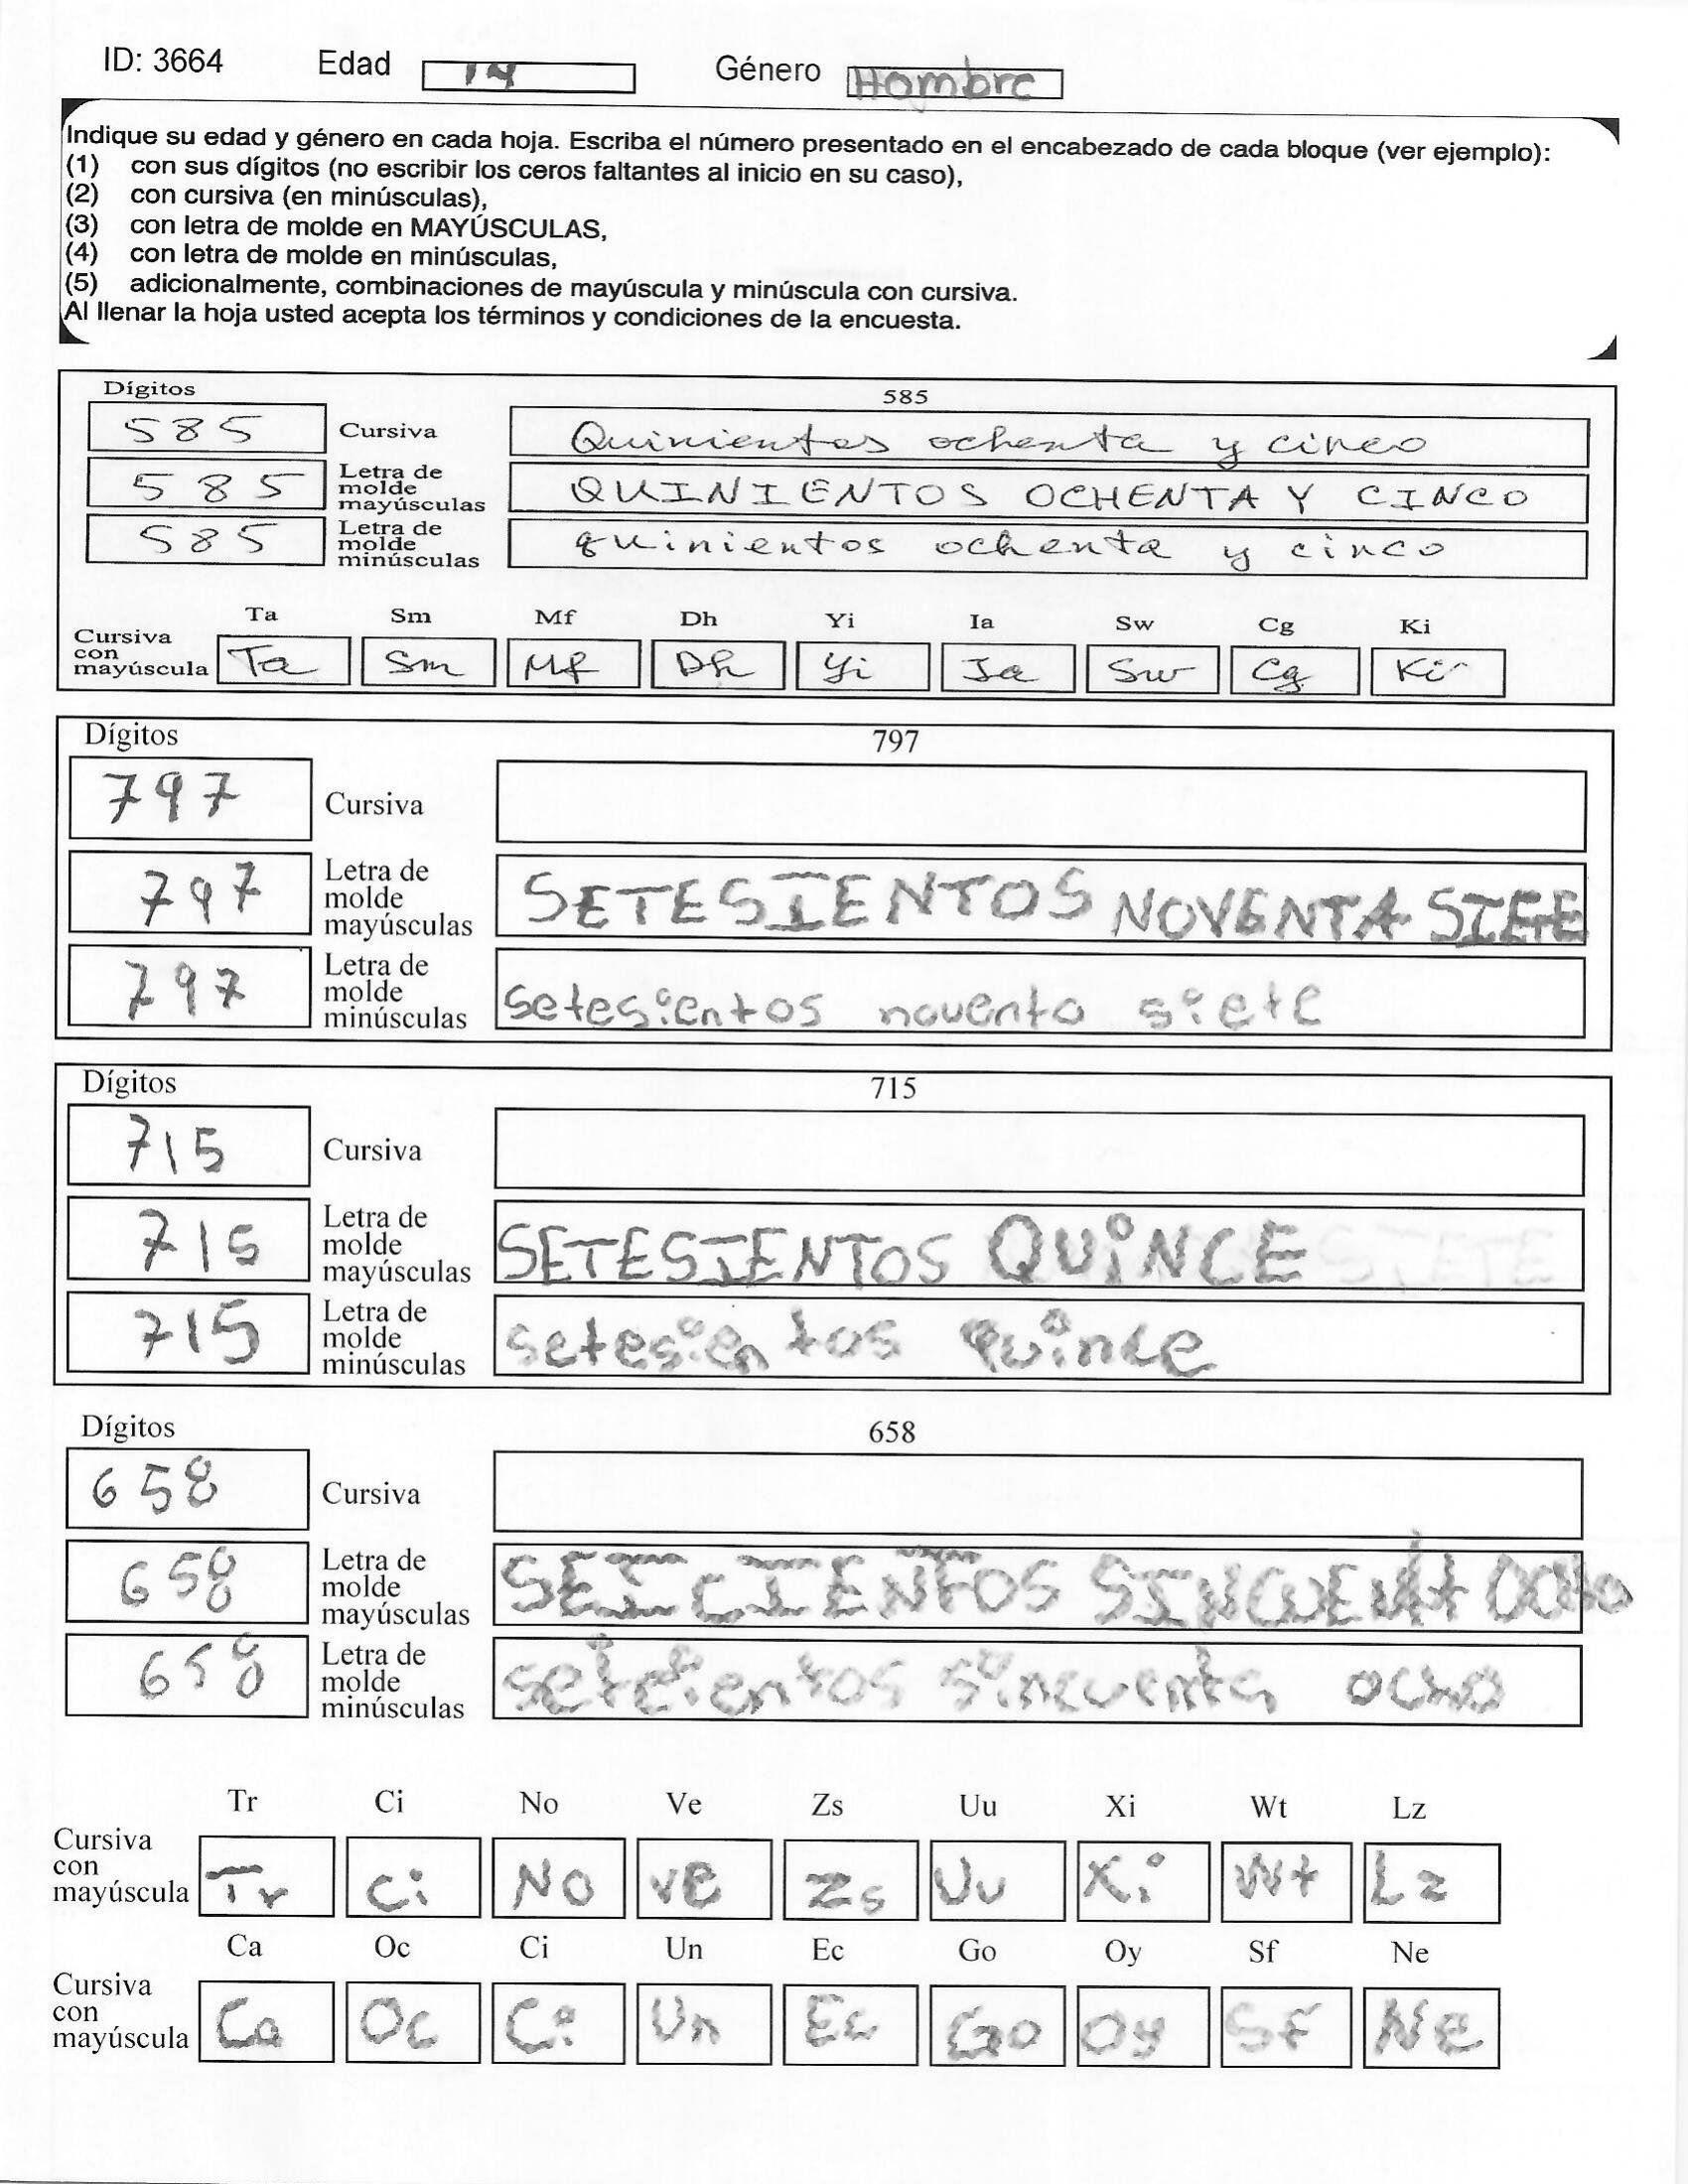 ID: 3664 Edad 14 Género Hombre
Indique su edad y género en cada hoja. Escriba el número presentado en el encabezado de cada bloque (ver ejemplo):
(1) con sus dígitos (no escribir los ceros faltantes al inicio en su caso),
(2) con cursiva (en minúsculas),
(3) con letra de molde en MAYÚSCULAS,
(4) con letra de molde en minúsculas,
(5) adicionalmente, combinaciones de mayúscula y minúscula con cursiva.
Al llenar la hoja usted acepta los términos y condiciones de la encuesta.
Dígitos 585
585 Cursiva Quinientos ochenta y cinco
585 Letra de molde mayúsculas QUINIENTOS OCHENTA Y CINCO
585 Letra de molde minúsculas quinientos ochenta y cinco
Ta Sm Mf Dh Yi Ia Sw Cg Ki
Cursiva con mayúscula Ta Sm Mf Dh Yi Ia Sw Cg Ki
Dígitos 797
797 Cursiva
797 Letra de molde mayúsculas SETESIENTOS NOVENTA SIETE
797 Letra de molde minúsculas setesientos noventa siete
Dígitos 715
715 Cursiva
715 Letra de molde mayúsculas SETESIENTOS QUiNCE SIETE
715 Letra de molde minúsculas setesientos quince
Dígitos 658
658 Cursiva
658 Letra de molde mayúsculas SEICIENTOS OCHO
658 Letra de molde minúsculas sincuenta ocho
Tr Ci No Ve Zs Uu Xi Wt Lz
Cursiva con mayúscula Tr Ci No vE Zs Uu Xi Wt Lz
Ca Oc Ci Un Ec Go Oy Sf Ne
Cursiva con mayúscula Ca Oc Ci Un Ec Go Oy Sf Ne